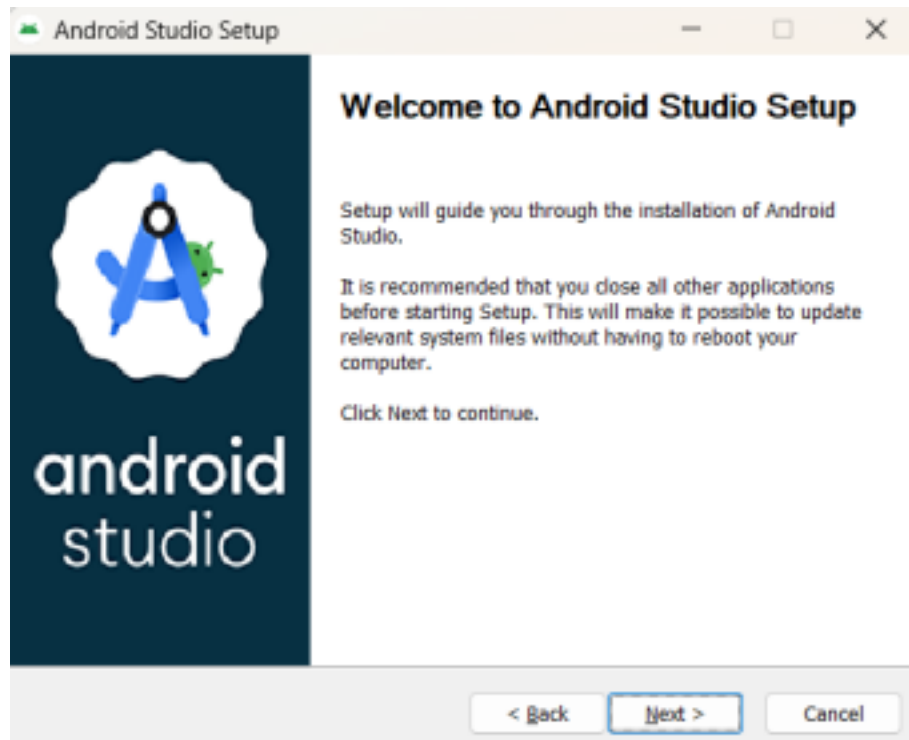 Android Studio Setup
Welcome to Android Studio Setup
Setup will guide you through the installation of Android
Studio.
It is recommended that you close all other applications
before starting Setup. This will make it possible to update
relevant system files without having to reboot your
computer.
Click Next to continue.
android
studio
< Back
Next >
Cancel